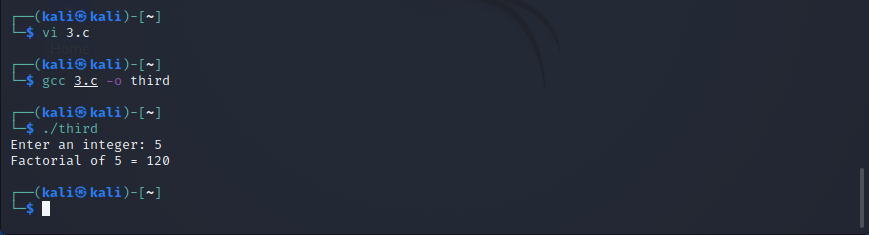 ┌──(kali㉿kali)-[~]
└─$ vi 3.c
Home
┌──(kali㉿kali)-[~]
└─$ gcc 3.c -o third
┌──(kali㉿kali)-[~]
└─$ ./third
Enter an integer: 5
Factorial of 5 = 120
┌──(kali㉿kali)-[~]
└─$